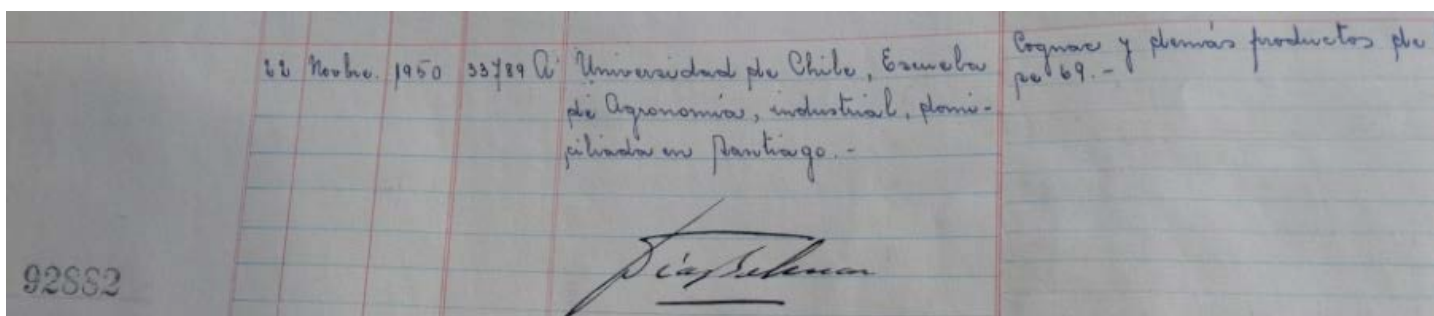 22 Novbre. 1950 33789 A Universidad de Chile, Escuela
de Agronomía, industrial, domi-
ciliada en Santiago.-
Cognac y demás productos de
69.-
92882